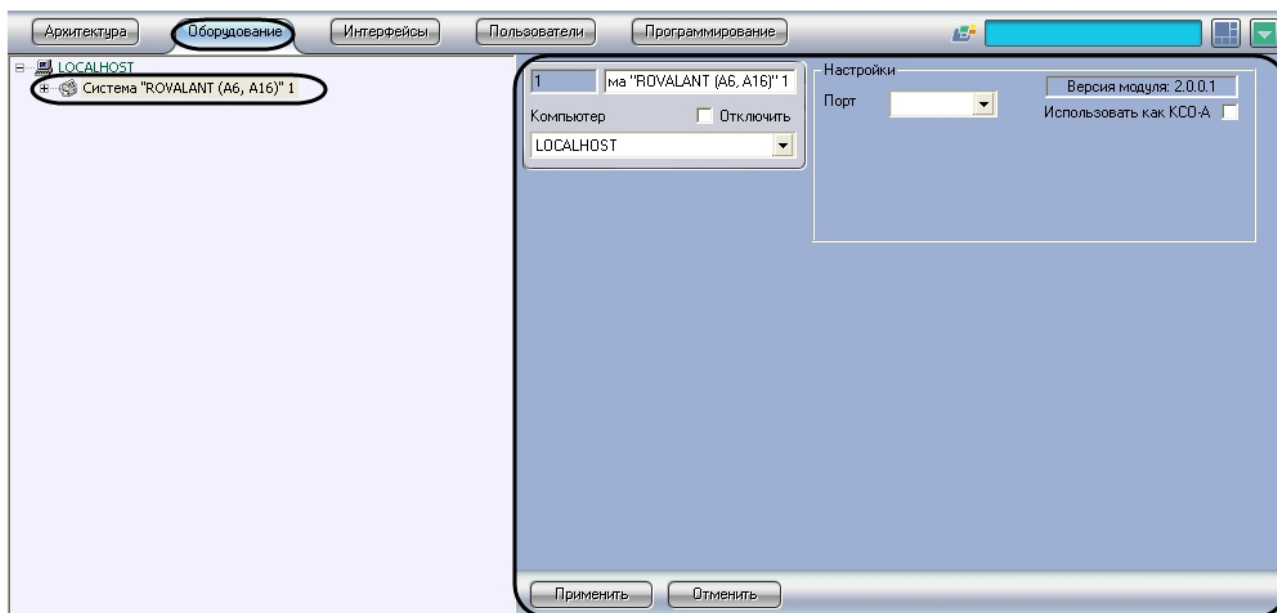 Архитектура
Оборудование
Интерфейсы
Пользователи
Программирование
LOCALHOST
Система "ROVALANT (A6, A16)" 1
1
ма "ROVALANT (A6, A16)" 1
Компьютер
Отключить
LOCALHOST
Настройки
Порт
Версия модуля: 2.0.0.1
Использовать как КСО-А
Применить
Отменить